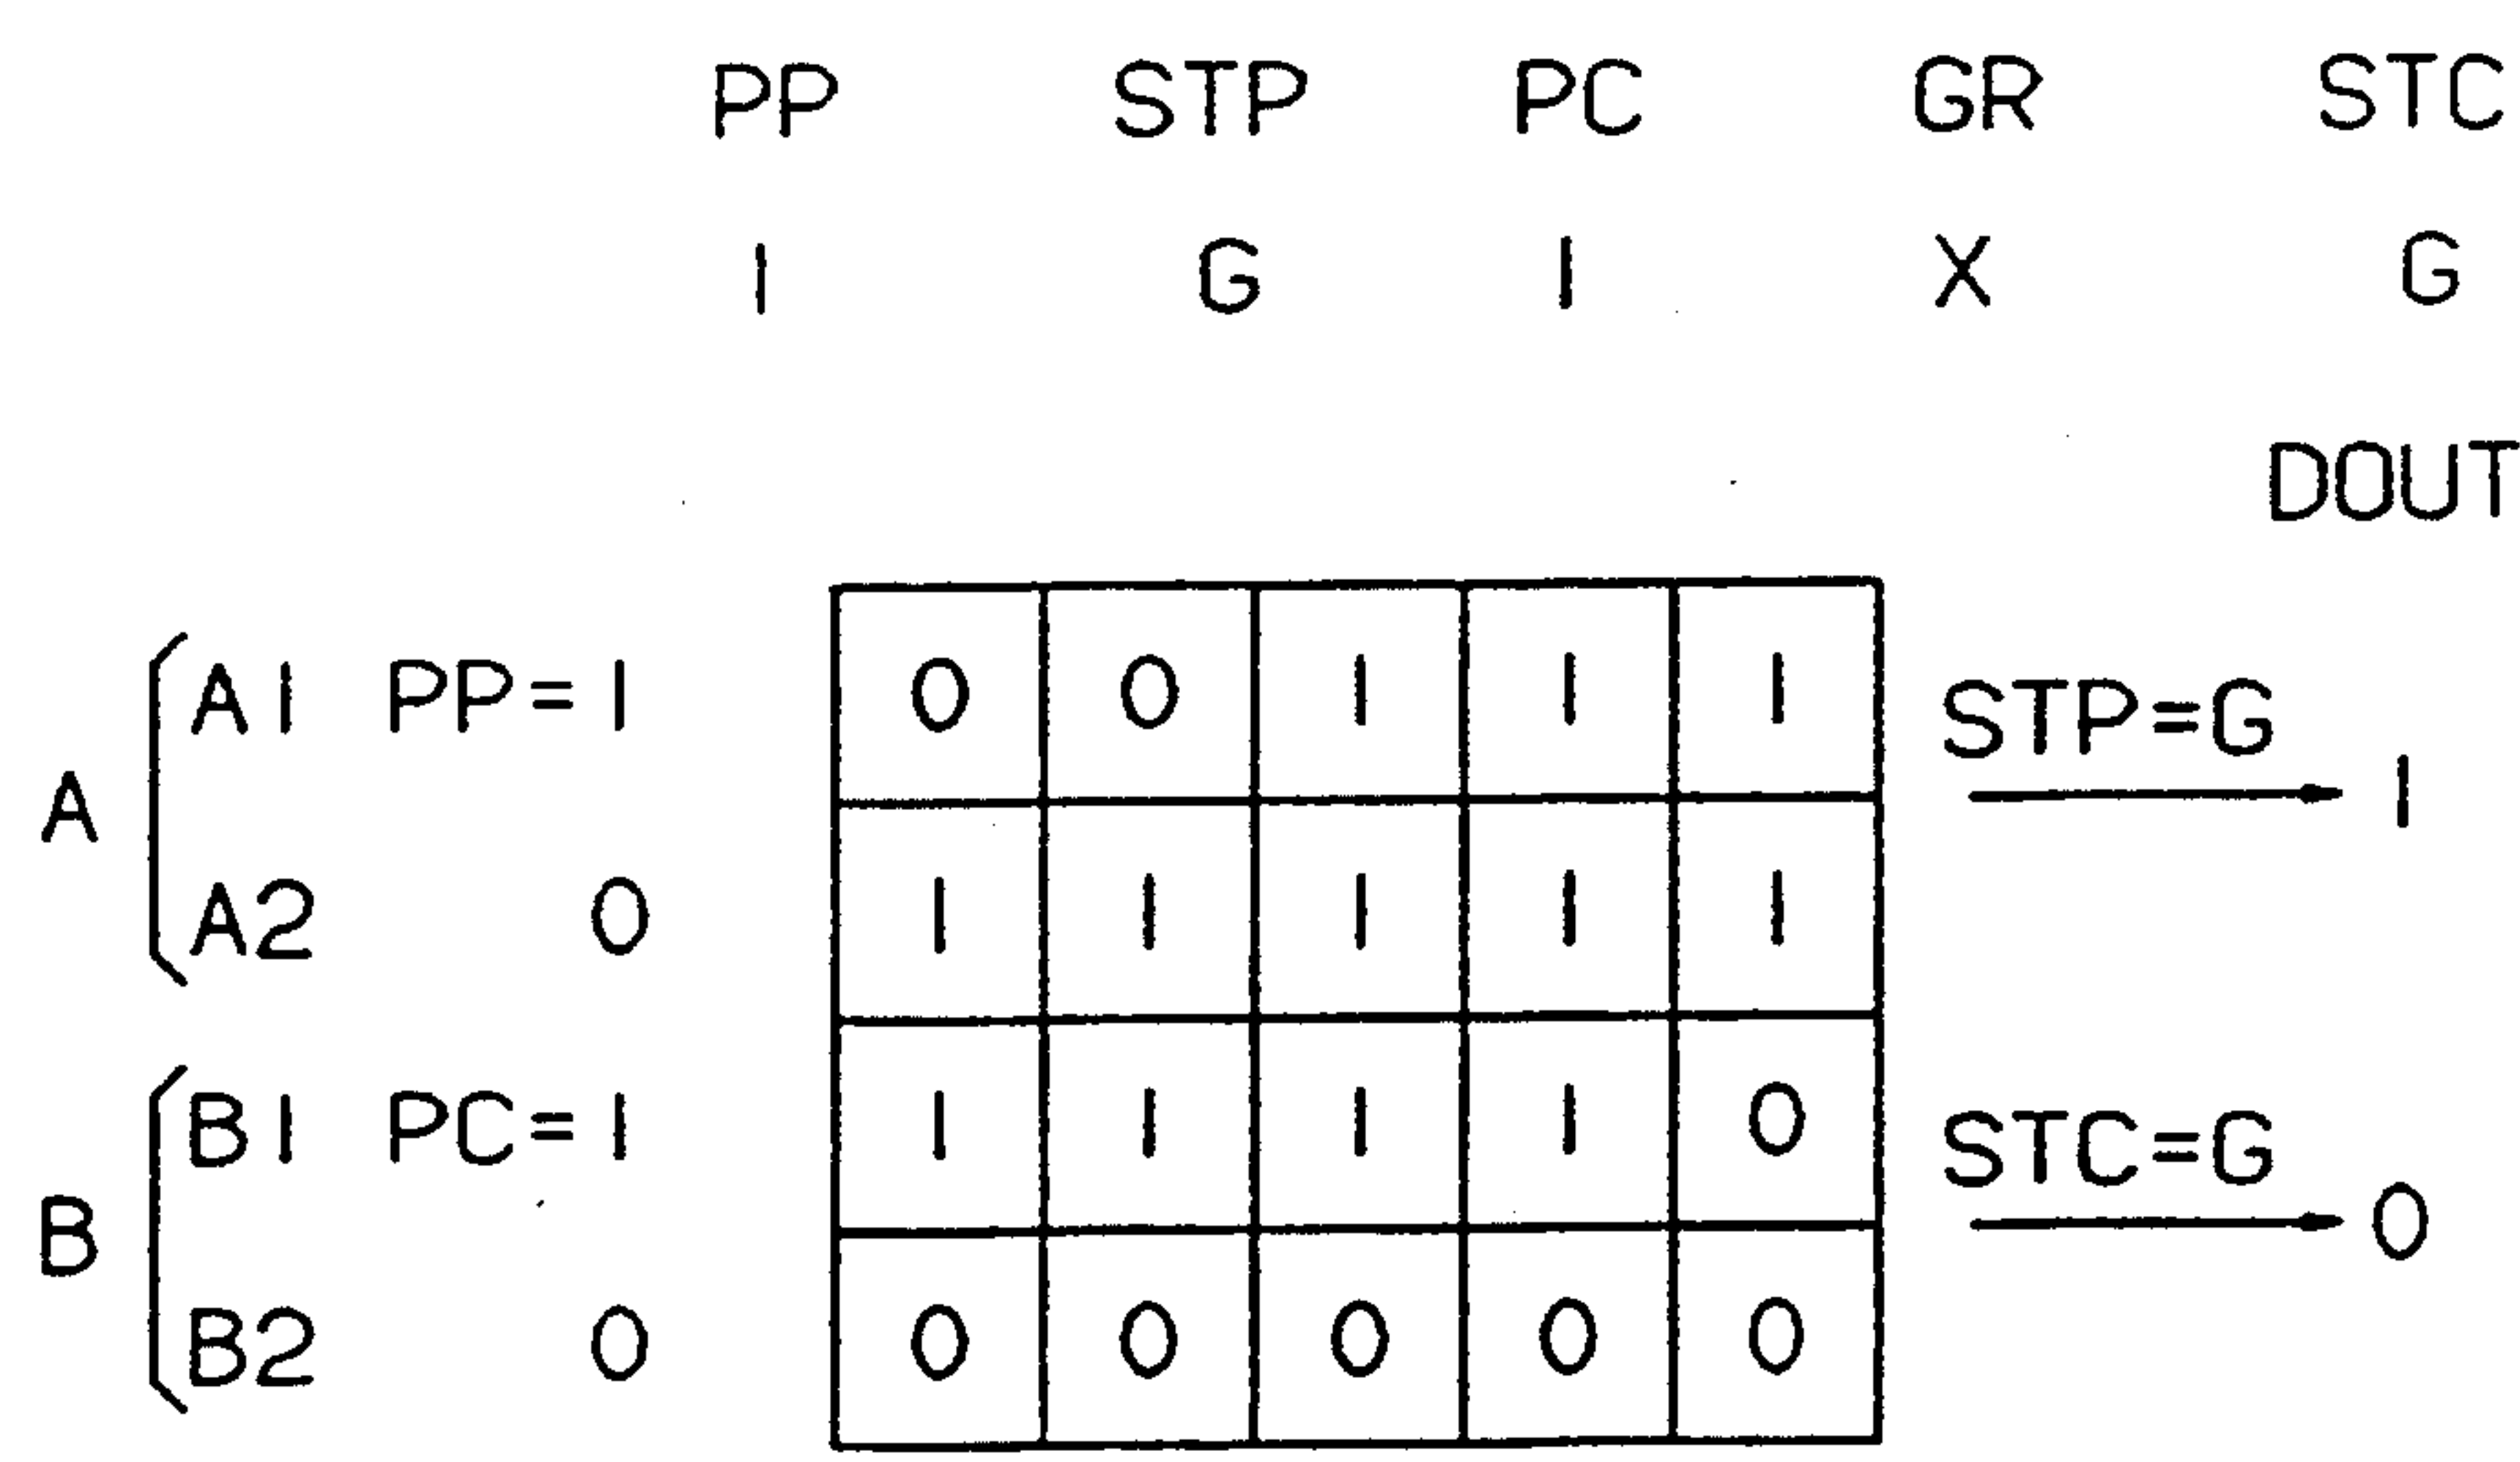 PP STP PC GR STC
1 G 1 X G
DOUT
A1 PP=1 0 0 1 1 1 STP=G
A 1
A2 0 1 1 1 1 1
B1 PC=1 1 1 1 1 0 STC=G
B 0
B2 0 0 0 0 0 0